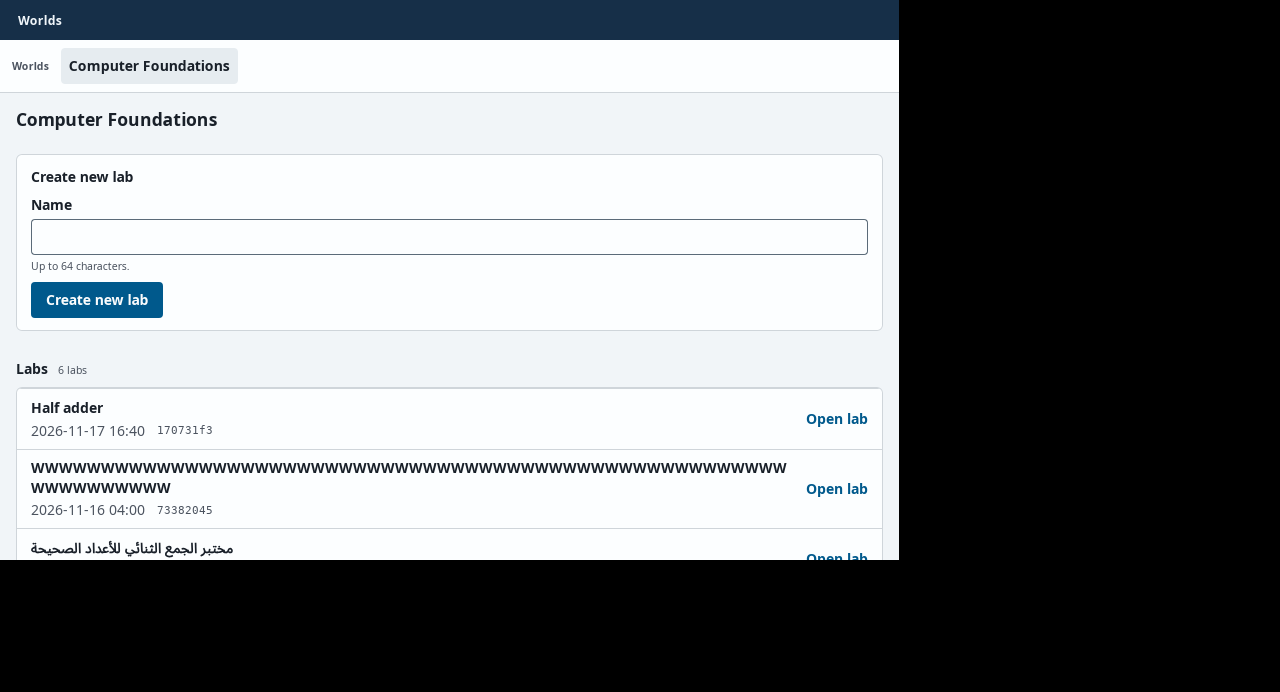 Worlds
Worlds
Computer Foundations
Computer Foundations
Create new lab
Name
Up to 64 characters.
Create new lab
Labs 6 labs
Half adder
2026-11-17 16:40 170731f3
Open lab
WWWWWWWWWWWWWWWWWWWWWWWWWWWWWWWWWWWWWWWWWWWWWWWWWWWWWW
WWWWWWWWWW
2026-11-16 04:00 73382045
Open lab
مختبر الجمع الثنائي للأعداد الصحيحة
Open lab